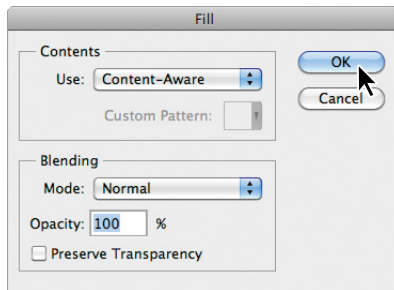 Fill
Contents
Use: Content-Aware
Custom Pattern:
OK
Cancel
Blending
Mode: Normal
Opacity: 100 %
Preserve Transparency